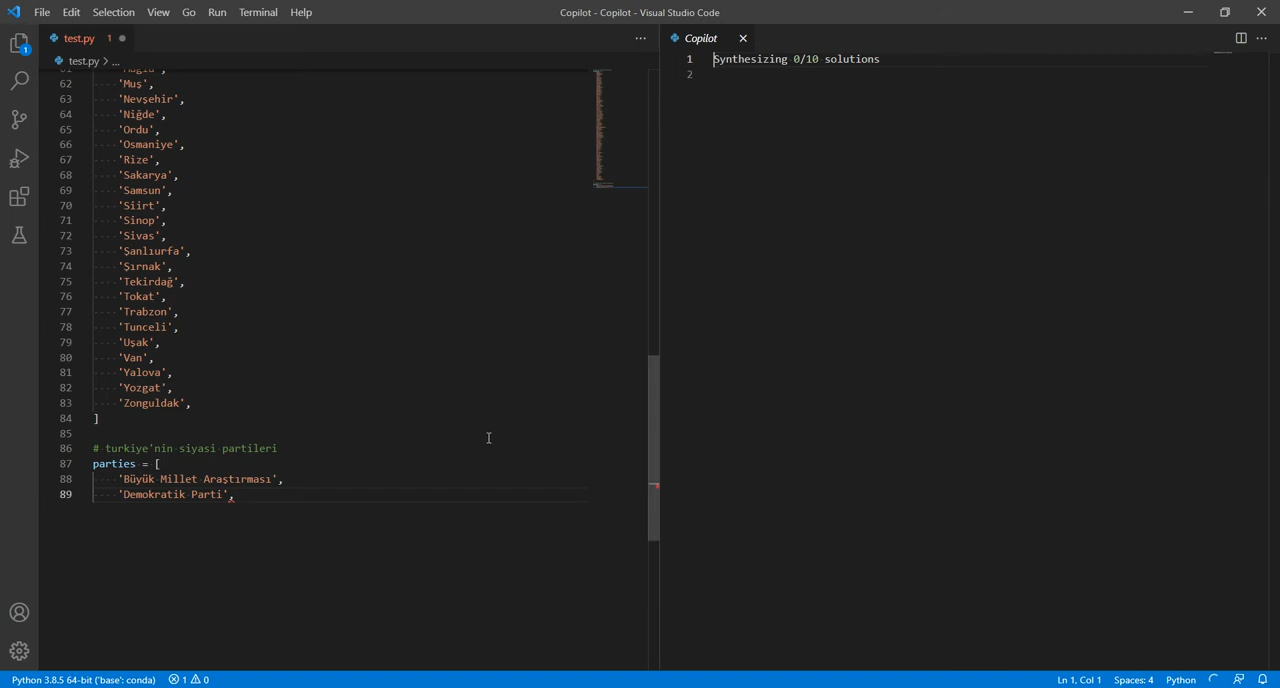 File Edit Selection View Go Run Terminal Help
Copilot - Copilot - Visual Studio Code
test.py 1
Copilot
test.py > ...
1
1 Synthesizing 0/10 solutions
2
61 'Muğla',
62 'Muş',
63 'Nevşehir',
64 'Niğde',
65 'Ordu',
66 'Osmaniye',
67 'Rize',
68 'Sakarya',
69 'Samsun',
70 'Siirt',
71 'Sinop',
72 'Sivas',
73 'Şanlıurfa',
74 'Şırnak',
75 'Tekirdağ',
76 'Tokat',
77 'Trabzon',
78 'Tunceli',
79 'Uşak',
80 'Van',
81 'Yalova',
82 'Yozgat',
83 'Zonguldak',
84 ]
85
86 # turkiye'nin siyasi partileri
87 parties = [
88 'Büyük Millet Araştırması',
89 'Demokratik Parti',
Python 3.8.5 64-bit ('base': conda) 1 0
Ln 1, Col 1 Spaces: 4 Python